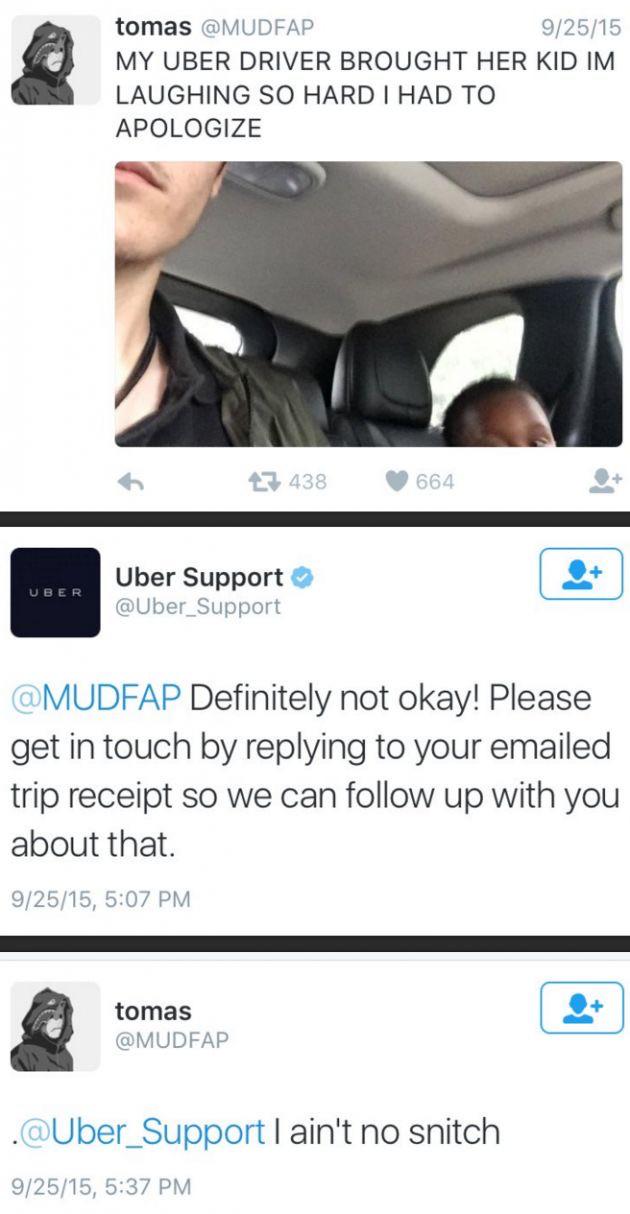 tomas @MUDFAP 9/25/15
MY UBER DRIVER BROUGHT HER KID IM
LAUGHING SO HARD I HAD TO
APOLOGIZE
438 664
UBER
Uber Support
@Uber_Support
@MUDFAP Definitely not okay! Please
get in touch by replying to your emailed
trip receipt so we can follow up with you
about that.
9/25/15, 5:07 PM
tomas
@MUDFAP
.@Uber_Support I ain't no snitch
9/25/15, 5:37 PM